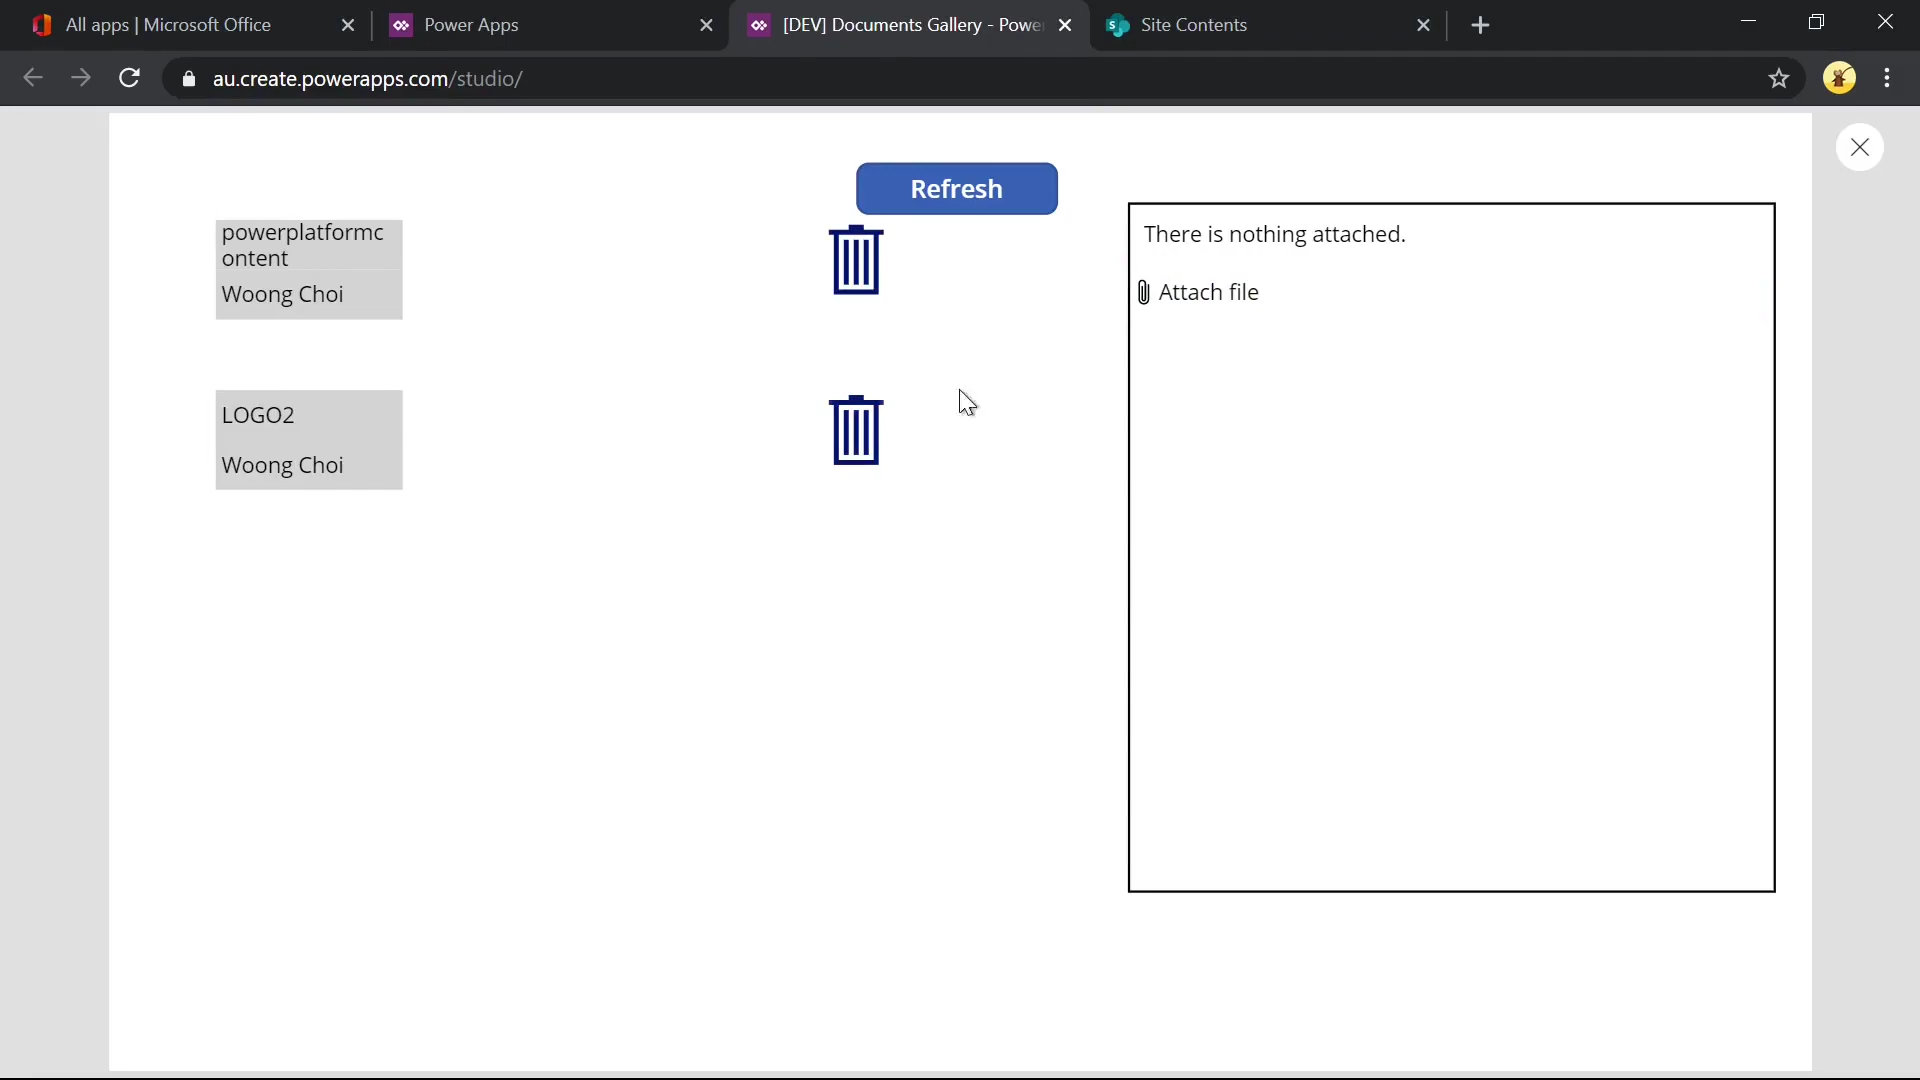 All apps | Microsoft Office
Power Apps
[DEV] Documents Gallery - Powe
Site Contents
au.create.powerapps.com/studio/
Refresh
powerplatformc
ontent
Woong Choi
LOGO2
Woong Choi
There is nothing attached.
Attach file